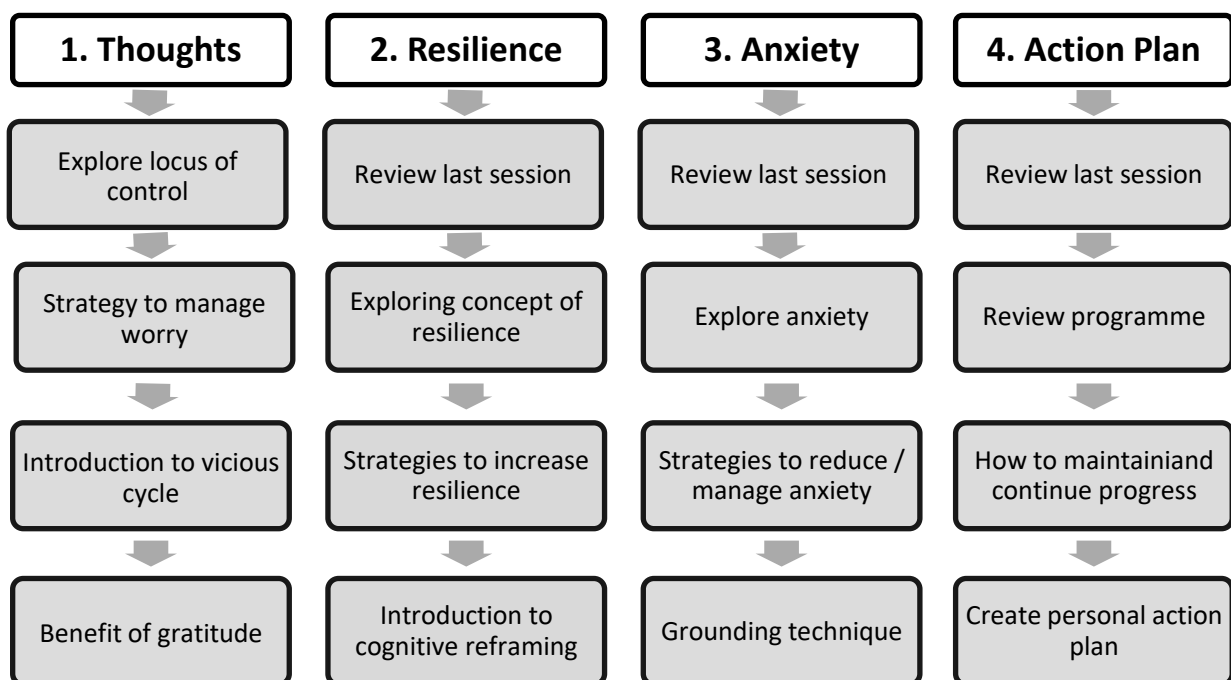 1. Thoughts
Explore locus of
control
Strategy to manage
worry
Introduction to vicious
cycle
Benefit of gratitude
2. Resilience
Review last session
Exploring concept of
resilience
Strategies to increase
resilience
Introduction to
cognitive reframing
3. Anxiety
Review last session
Explore anxiety
Strategies to reduce /
manage anxiety
Grounding technique
4. Action Plan
Review last session
Review programme
How to maintainiand
continue progress
Create personal action
plan